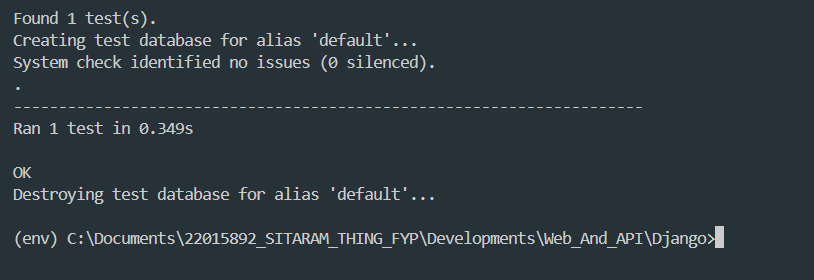 Found 1 test(s).
Creating test database for alias 'default'...
System check identified no issues (0 silenced).
.
----------------------------------------------------------------------
Ran 1 test in 0.349s
OK
Destroying test database for alias 'default'...
(env) C:\Documents\22015892_SITARAM_THING_FYP\Developments\Web_And_API\Django>